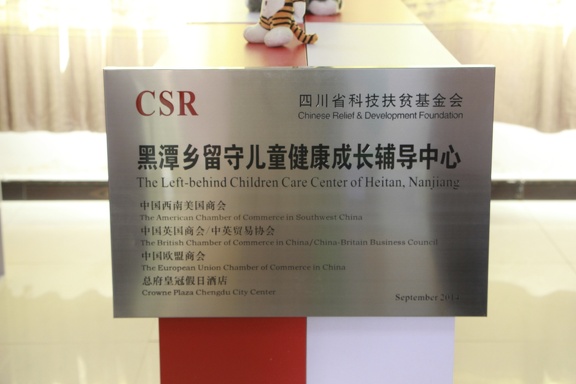 CSR
四川省科技扶贫基金会
Chinese Relief & Development Foundation
黑潭乡留守儿童健康成长辅导中心
The Left-behind Children Care Center of Heitan, Nanjiang
中国西南美国商会
The American Chamber of Commerce in Southwest China
中国英国商会/中英贸易协会
The British Chamber of Commerce in China/China-Britain Business Council
中国欧盟商会
The European Union Chamber of Commerce in China
总府皇冠假日酒店
Crowne Plaza Chengdu City Center
September